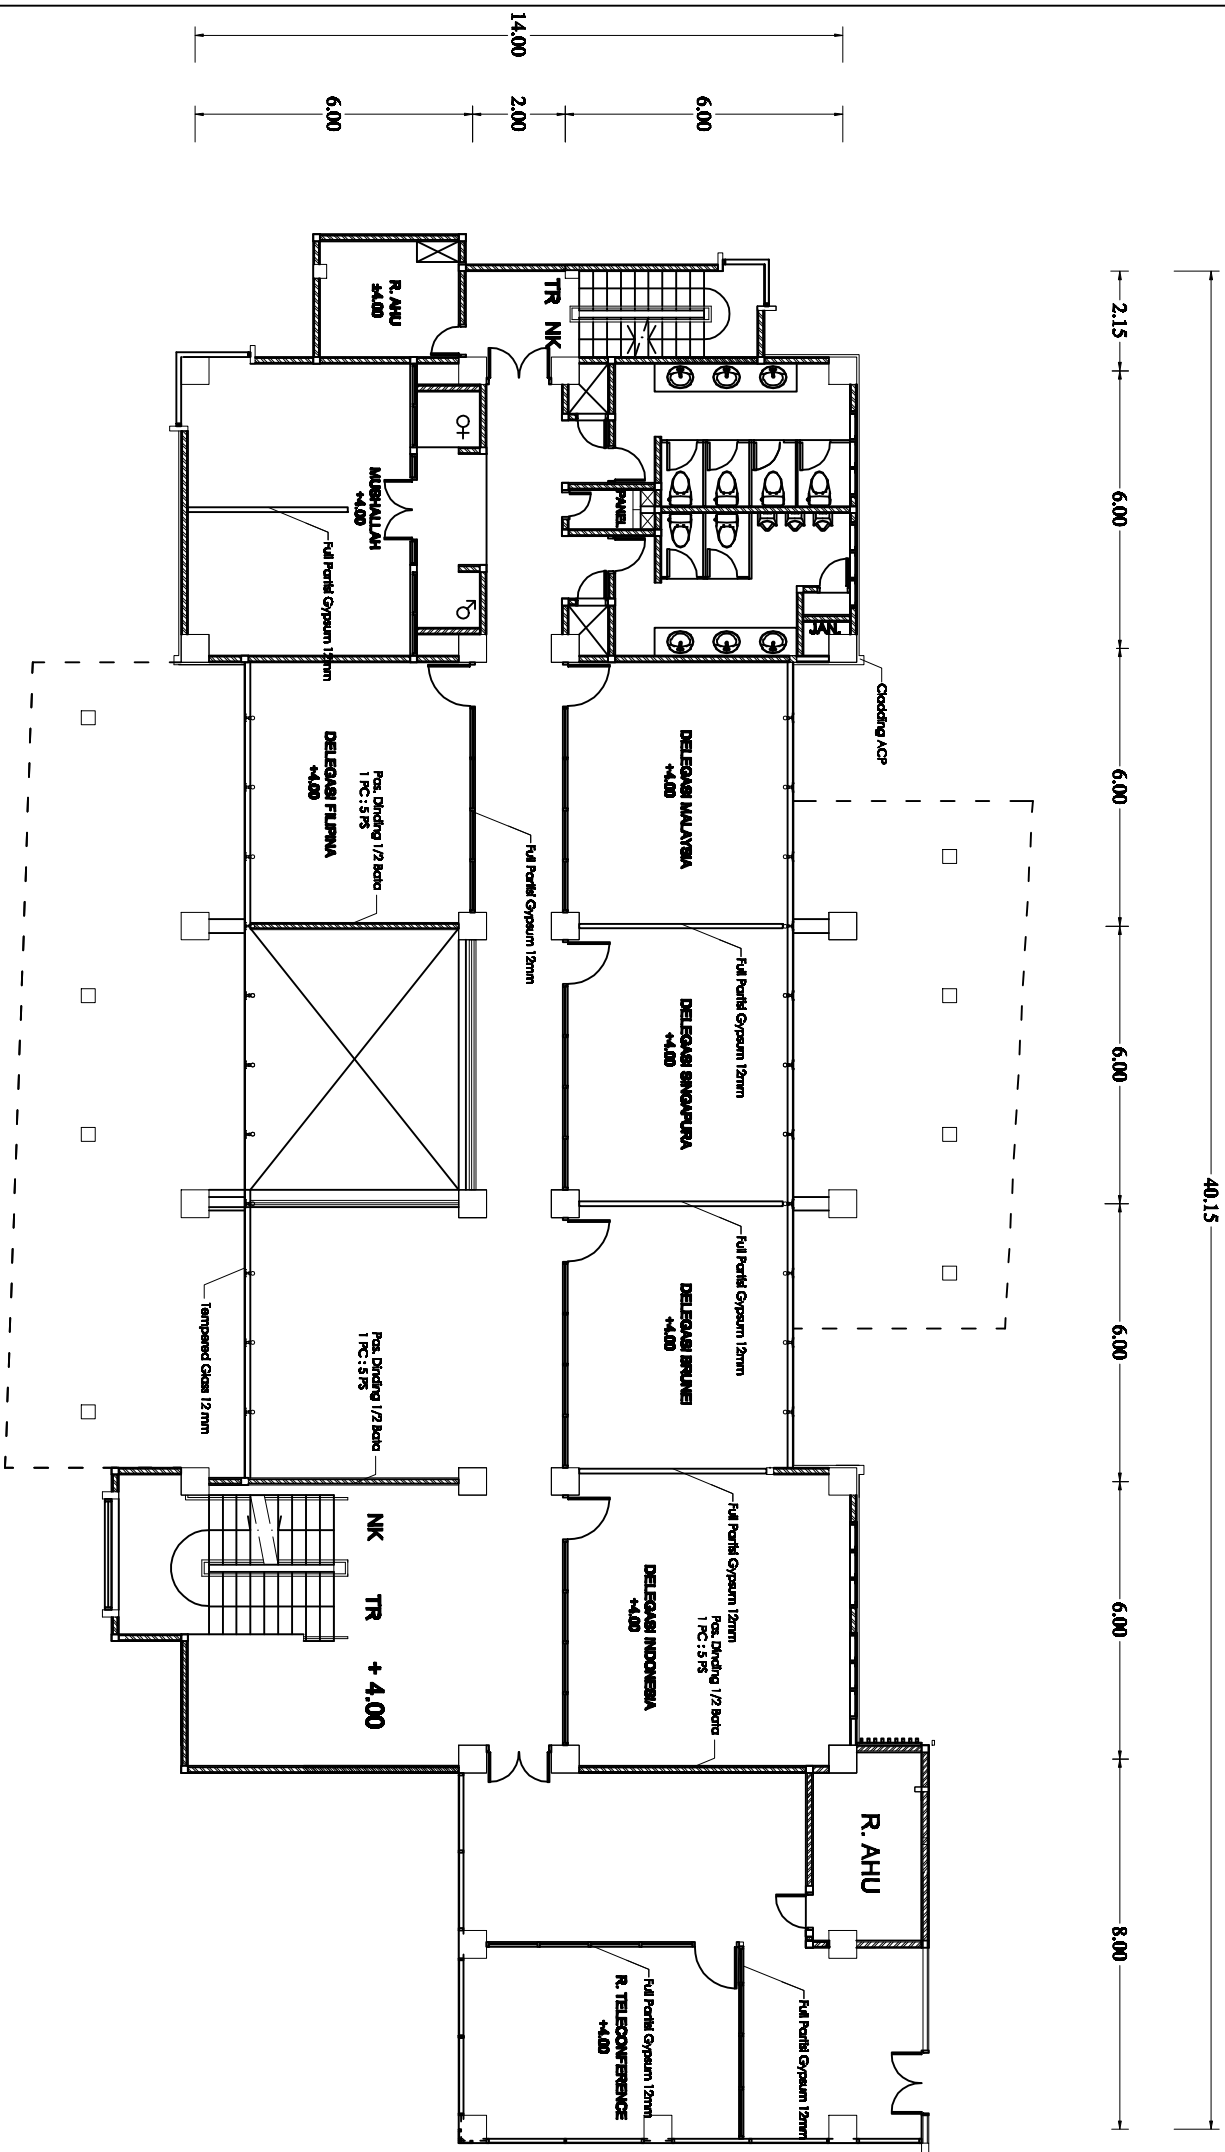 14.00
6.00
2.00
6.00
40.15
2.15
6.00
6.00
6.00
6.00
6.00
8.00
R. AHU
±4.00
TR
NK
MUSHALLAH
+4.00
Full Partisi Gypsum 12mm
PANEL
JAN.
Cladding ACP
DELEGASI FILIPINA
+4.00
Pas. Dinding 1/2 Bata
1 PC : 5 PS
Full Partisi Gypsum 12mm
DELEGASI MALAYSIA
+4.00
Full Partisi Gypsum 12mm
DELEGASI SINGAPURA
+4.00
Full Partisi Gypsum 12mm
DELEGASI BRUNEI
+4.00
Tempered Glass 12 mm
Pas. Dinding 1/2 Bata
1 PC : 5 PS
Full Partisi Gypsum 12mm
DELEGASI INDONESIA
+4.00
Pas. Dinding 1/2 Bata
1 PC : 5 PS
NK
TR
+ 4.00
R. AHU
Full Partisi Gypsum 12mm
R. TELECONFERENCE
+4.00
Full Partisi Gypsum 12mm